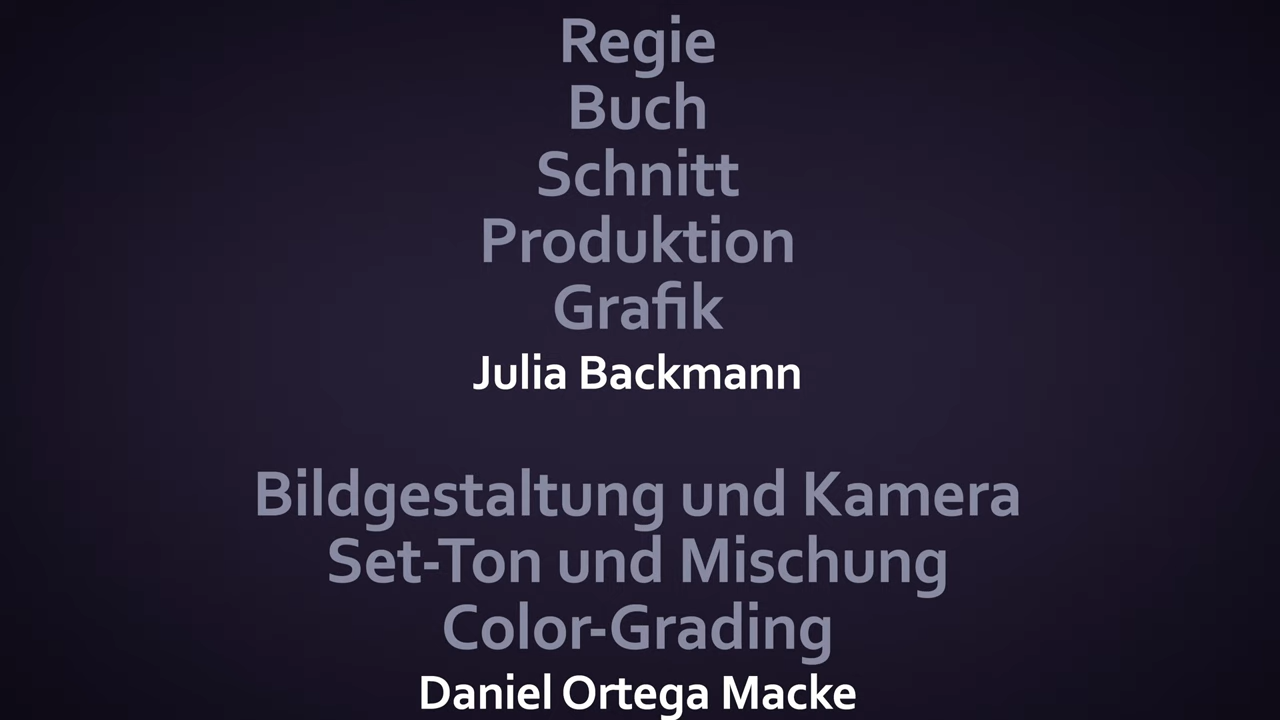 Regie
Buch
Schnitt
Produktion
Grafik
Julia Backmann
Bildgestaltung und Kamera
Set-Ton und Mischung
Color-Grading
Daniel Ortega Macke